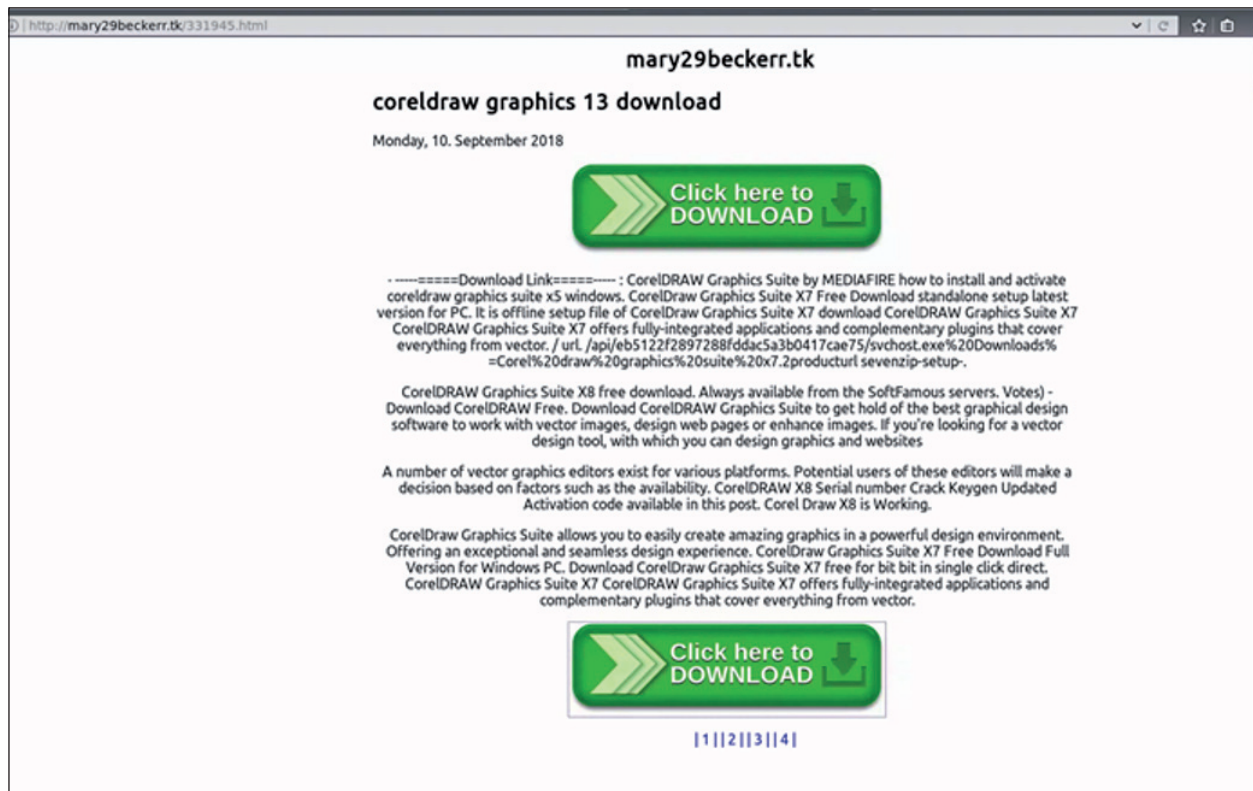 http://mary29beckerr.tk/331945.html
mary29beckerr.tk
coreldraw graphics 13 download
Monday, 10. September 2018
Click here to
DOWNLOAD
- -----=====Download Link=====----- : CorelDRAW Graphics Suite by MEDIAFIRE how to install and activate
coreldraw graphics suite x5 windows. CorelDraw Graphics Suite X7 Free Download standalone setup latest
version for PC. It is offline setup file of CorelDraw Graphics Suite X7 download CorelDRAW Graphics Suite X7
CorelDRAW Graphics Suite X7 offers fully-integrated applications and complementary plugins that cover
everything from vector. / url. /api/eb5122f2897288fddac5a3b0417cae75/svchost.exe%20Downloads%
=Corel%20draw%20graphics%20suite%20x7.2producturl sevenzip-setup-.
CorelDRAW Graphics Suite X8 free download. Always available from the SoftFamous servers. Votes) -
Download CorelDRAW Free. Download CorelDRAW Graphics Suite to get hold of the best graphical design
software to work with vector images, design web pages or enhance images. If you're looking for a vector
design tool, with which you can design graphics and websites
A number of vector graphics editors exist for various platforms. Potential users of these editors will make a
decision based on factors such as the availability. CorelDRAW X8 Serial number Crack Keygen Updated
Activation code available in this post. Corel Draw X8 is Working.
CorelDraw Graphics Suite allows you to easily create amazing graphics in a powerful design environment.
Offering an exceptional and seamless design experience. CorelDraw Graphics Suite X7 Free Download Full
Version for Windows PC. Download CorelDraw Graphics Suite X7 free for bit bit in single click direct.
CorelDRAW Graphics Suite X7 CorelDRAW Graphics Suite X7 offers fully-integrated applications and
complementary plugins that cover everything from vector.
Click here to
DOWNLOAD
|1||2||3||4|